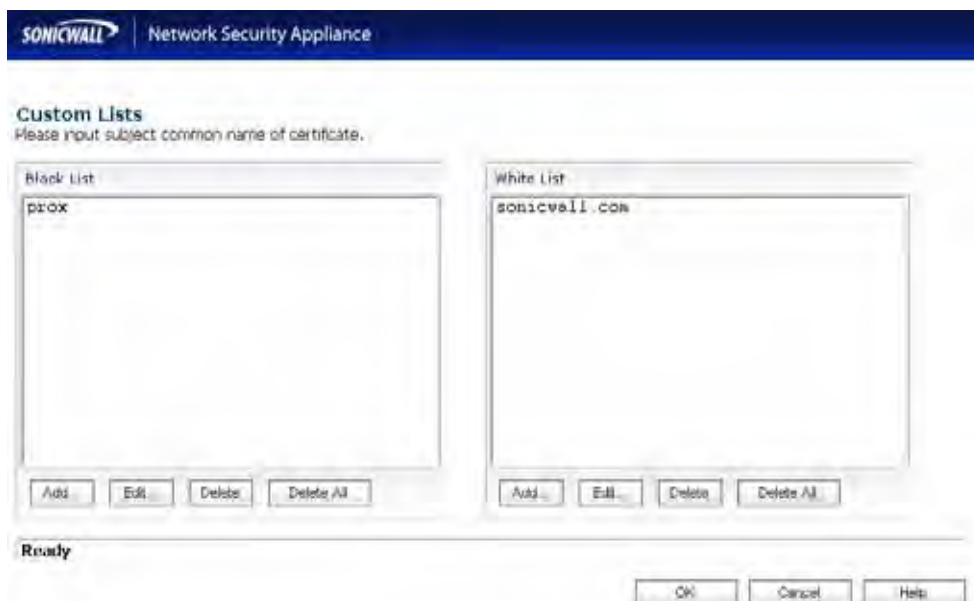 SONICWALL Network Security Appliance
Custom Lists
Please input subject common name of certificate.
Black List
prox
White List
sonicwall.com
Add... Edit... Delete Delete All
Add... Edit... Delete Delete All
Ready
OK Cancel Help